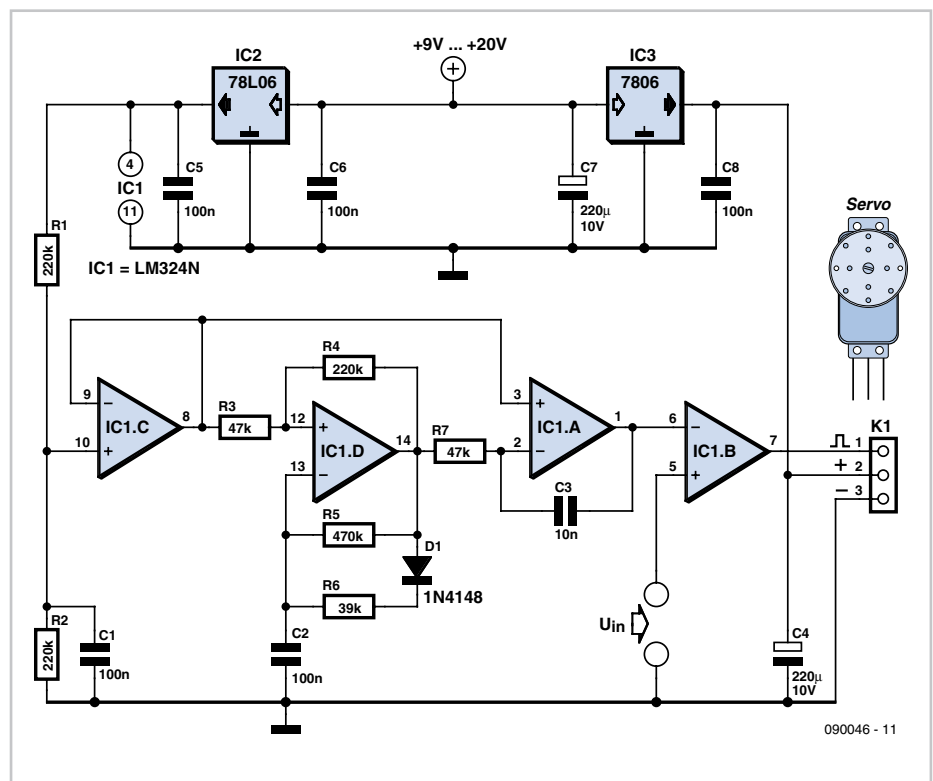 +9V ... +20V
IC2
78L06
IC3
7806
4
IC1
11
C5
100n
C6
100n
C7
220µ
10V
C8
100n
R1
220k
IC1 = LM324N
Servo
R4
220k
9
–
10
+
IC1.C
8
R3
47k
12
+
13
–
IC1.D
14
R7
47k
3
+
2
–
IC1.A
1
6
–
5
+
IC1.B
7
K1
1
+ 2
– 3
C3
10n
R5
470k
D1
1N4148
R6
39k
R2
220k
C1
100n
C2
100n
Uin
C4
220µ
10V
090046 - 11